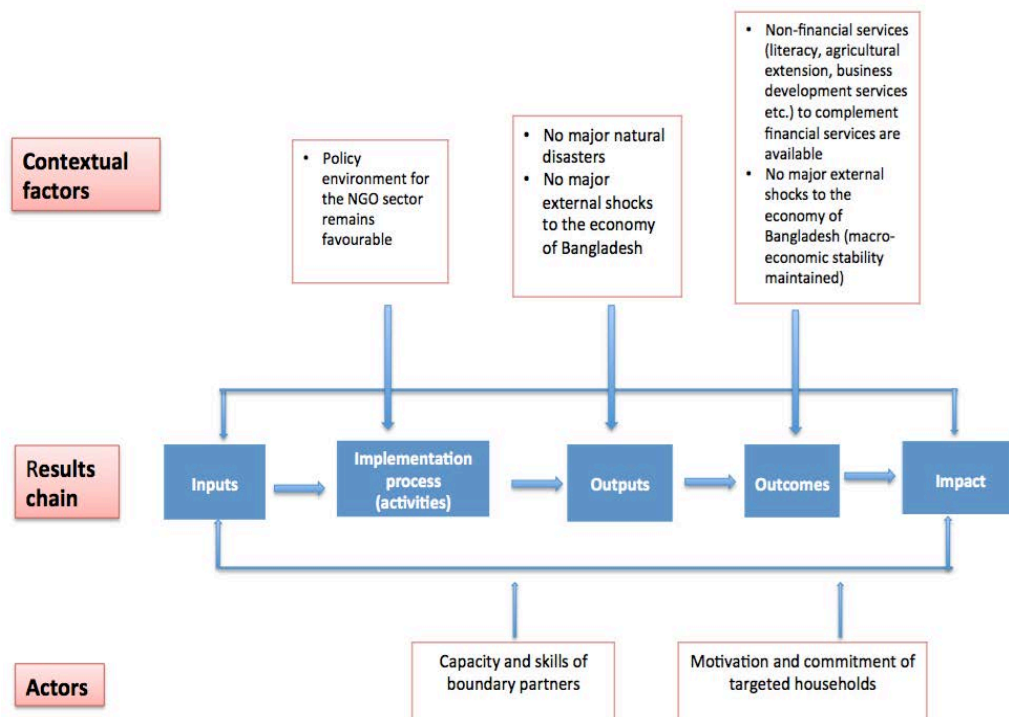 Contextual
factors
• Policy
environment for
the NGO sector
remains
favourable
• No major natural
disasters
• No major
external shocks
to the economy
of Bangladesh
• Non-financial services
(literacy, agricultural
extension, business
development services
etc.) to complement
financial services are
available
• No major external
shocks to the
economy of
Bangladesh (macro-
economic stability
maintained)
Results
chain
Inputs
Implementation
process
(activities)
Outputs
Outcomes
Impact
Actors
Capacity and skills of
boundary partners
Motivation and commitment of
targeted households